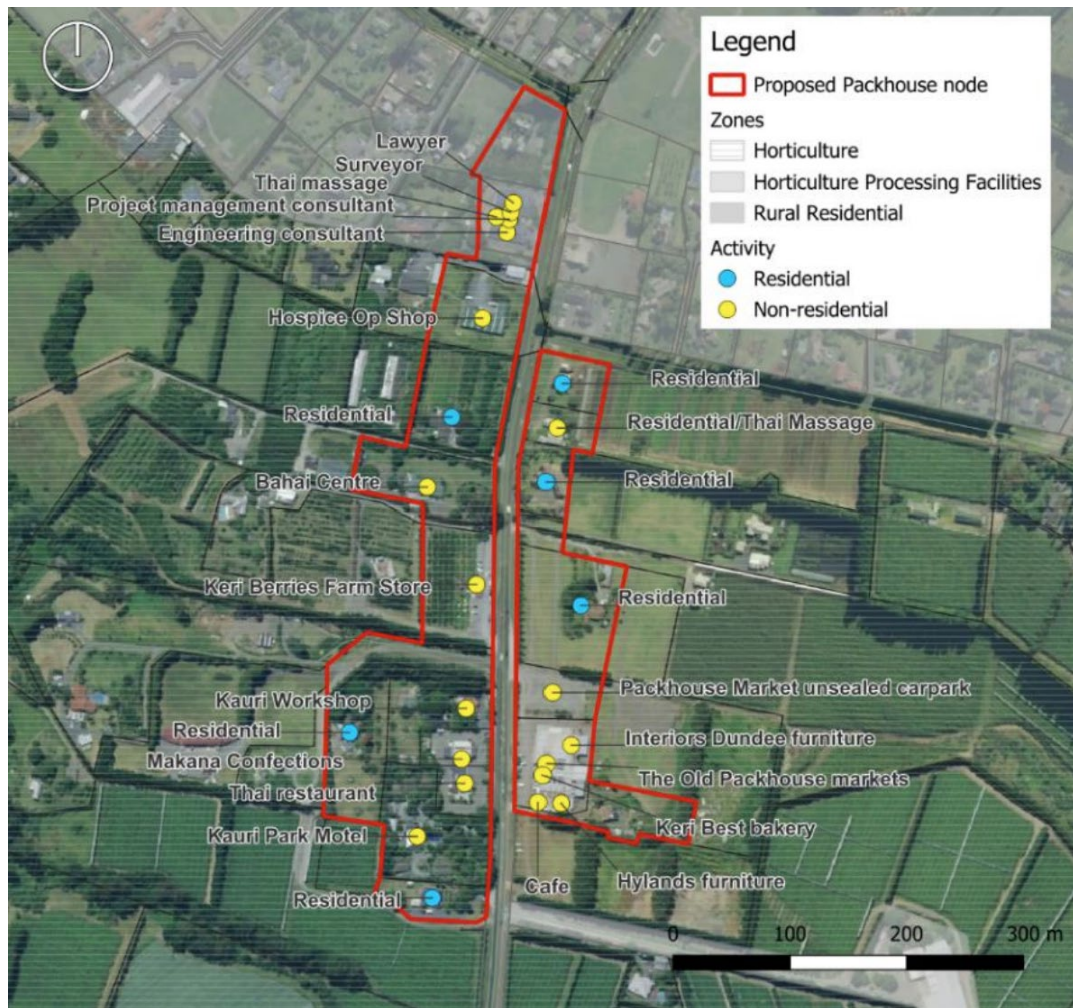 Legend
Proposed Packhouse node
Zones
Horticulture
Horticulture Processing Facilities
Rural Residential
Activity
Residential
Non-residential
Lawyer
Surveyor
Thai massage
Project management consultant
Engineering consultant
Hospice Op Shop
Residential
Residential
Residential/Thai Massage
Bahai Centre
Residential
Keri Berries Farm Store
Residential
Kauri Workshop
Packhouse Market unsealed carpark
Residential
Interiors Dundee furniture
Makana Confections
The Old Packhouse markets
Thai restaurant
Kauri Park Motel
Keri Best bakery
Hylands furniture
Cafe
Residential
0 100 200 300 m